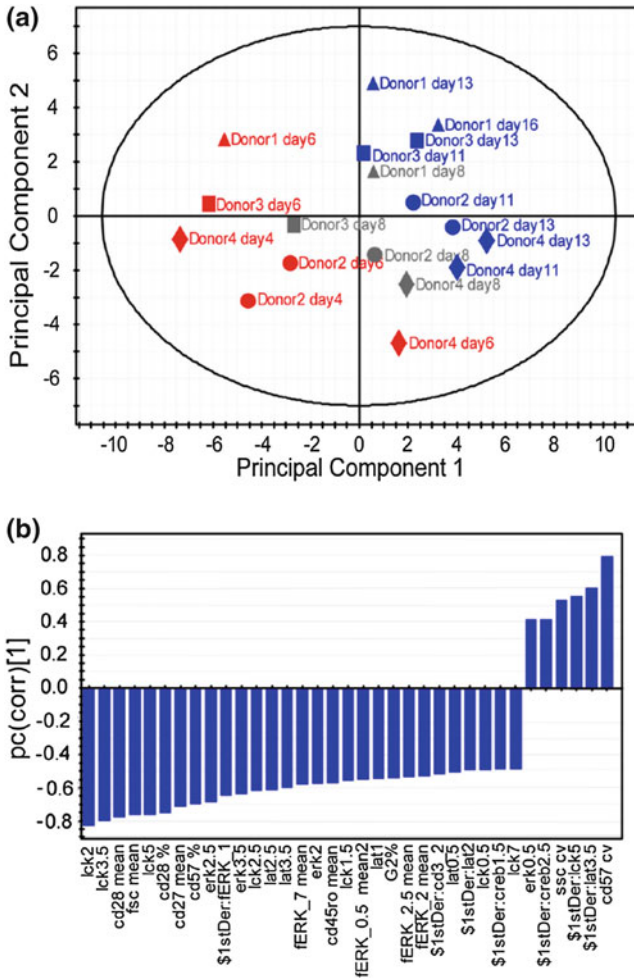 (a)
Principal Component 2
6
4
2
0
-2
-4
-6
Donor1 day13
Donor1 day6
Donor1 day16
Donor3 day13
Donor3 day11
Donor1 day8
Donor3 day6
Donor2 day11
Donor3 day8
Donor2 day13
Donor4 day4
Donor4 day13
Donor2 day8
Donor2 day6
Donor4 day11
Donor4 day8
Donor2 day4
Donor4 day6
-10 -8 -6 -4 -2 0 2 4 6 8 10
Principal Component 1
(b)
pc(corr)[1]
0.8
0.6
0.4
0.2
0.0
-0.2
-0.4
-0.6
-0.8
lck2
lck3.5
cd28 mean
fsc mean
lck5
cd28 %
cd27 mean
cd57 %
erk2.5
$1stDer:fERK_1
erk3.5
lck2.5
lat2.5
lat3.5
fERK_7 mean
erk2
cd45ro mean
lck1.5
fERK_0.5 mean2
lat1
G2%
fERK_2.5 mean
fERK_2 mean
$1stDer:cd3_2
lat0.5
$1stDer:lat2
lck0.5
$1stDer:creb1.5
lck7
erk0.5
$1stDer:creb2.5
ssc cv
$1stDer:lck5
$1stDer:lat3.5
cd57 cv